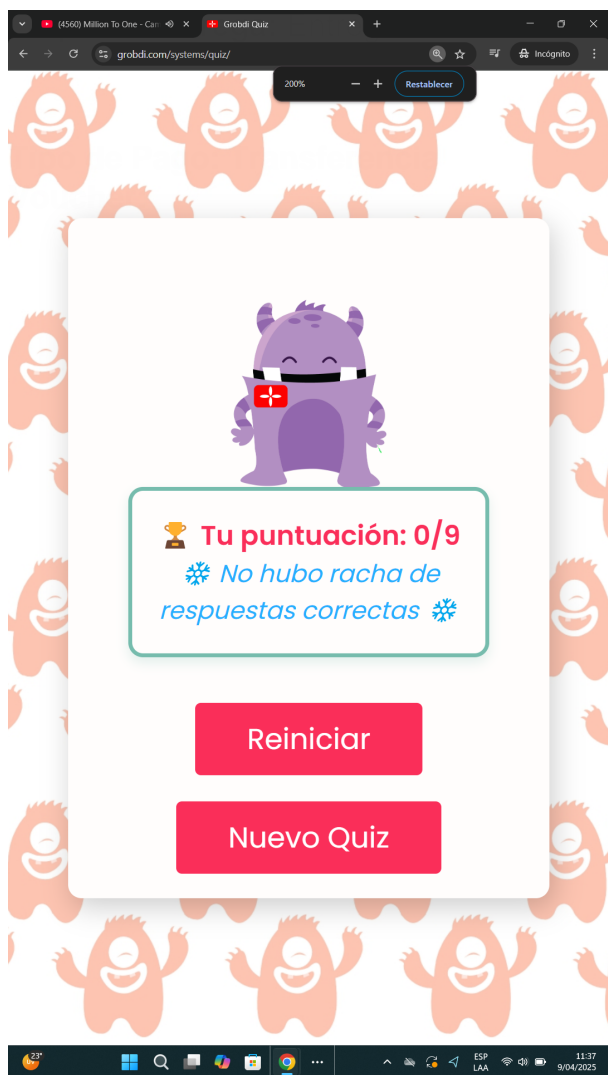 (4560) Million To One - Can
Grobdi Quiz
grobdi.com/systems/quiz/
Incógnito
200%
Restablecer
Tu puntuación: 0/9
No hubo racha de
respuestas correctas
Reiniciar
Nuevo Quiz
23°
ESP
LAA
11:37
9/04/2025